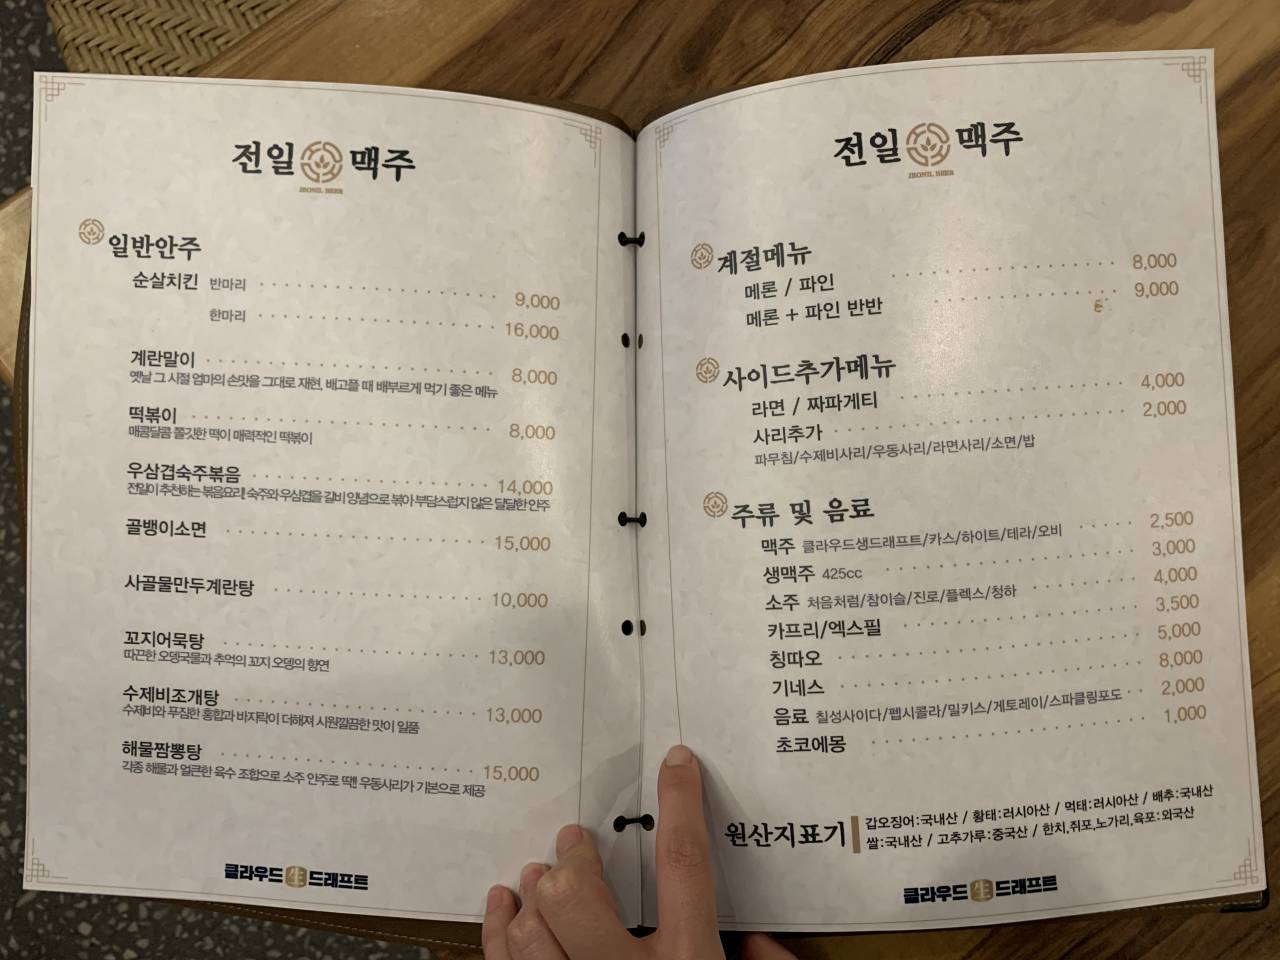 전일 맥주
JEONIL BEER
일반안주
순살치킨 반마리 9,000
한마리 16,000
계란말이 8,000
옛날 그 시절 엄마의 손맛을 그대로 재현, 배고플 때 배부르게 먹기 좋은 메뉴
떡볶이 8,000
매콤달콤 쫄깃한 떡이 매력적인 떡볶이
우삼겹숙주볶음 14,000
전일이 추천하는 볶음요리! 숙주와 우삼겹을 갈비 양념으로 볶아 부담스럽지 않은 달달한 안주
골뱅이소면 15,000
사골물만두계란탕 10,000
꼬지어묵탕 13,000
따끈한 오뎅국물과 추억의 꼬지 오뎅의 향연
수제비조개탕 13,000
수제비와 푸짐한 홍합과 바지락이 더해져 시원깔끔한 맛이 일품
해물짬뽕탕 15,000
각종 해물과 얼큰한 육수 조합으로 소주 안주로 딱! 우동사리가 기본으로 제공
클라우드 生 드래프트
전일 맥주
JEONIL BEER
계절메뉴
메론 / 파인 8,000
메론 + 파인 반반 9,000
사이드추가메뉴
라면 / 짜파게티 4,000
사리추가 2,000
파무침/수제비사리/우동사리/라면사리/소면/밥
주류 및 음료
맥주 클라우드생드래프트/카스/하이트/테라/오비 2,500
생맥주 425cc 3,000
소주 처음처럼/참이슬/진로/플렉스/청하 4,000
카프리/엑스필 3,500
칭따오 5,000
기네스 8,000
음료 칠성사이다/펩시콜라/밀키스/게토레이/스파클링포도 2,000
초코에몽 1,000
원산지표기 갑오징어:국내산 / 황태:러시아산 / 먹태:러시아산 / 배추:국내산
쌀:국내산 / 고추가루:중국산 / 한치,쥐포,노가리,육포:외국산
클라우드 生 드래프트